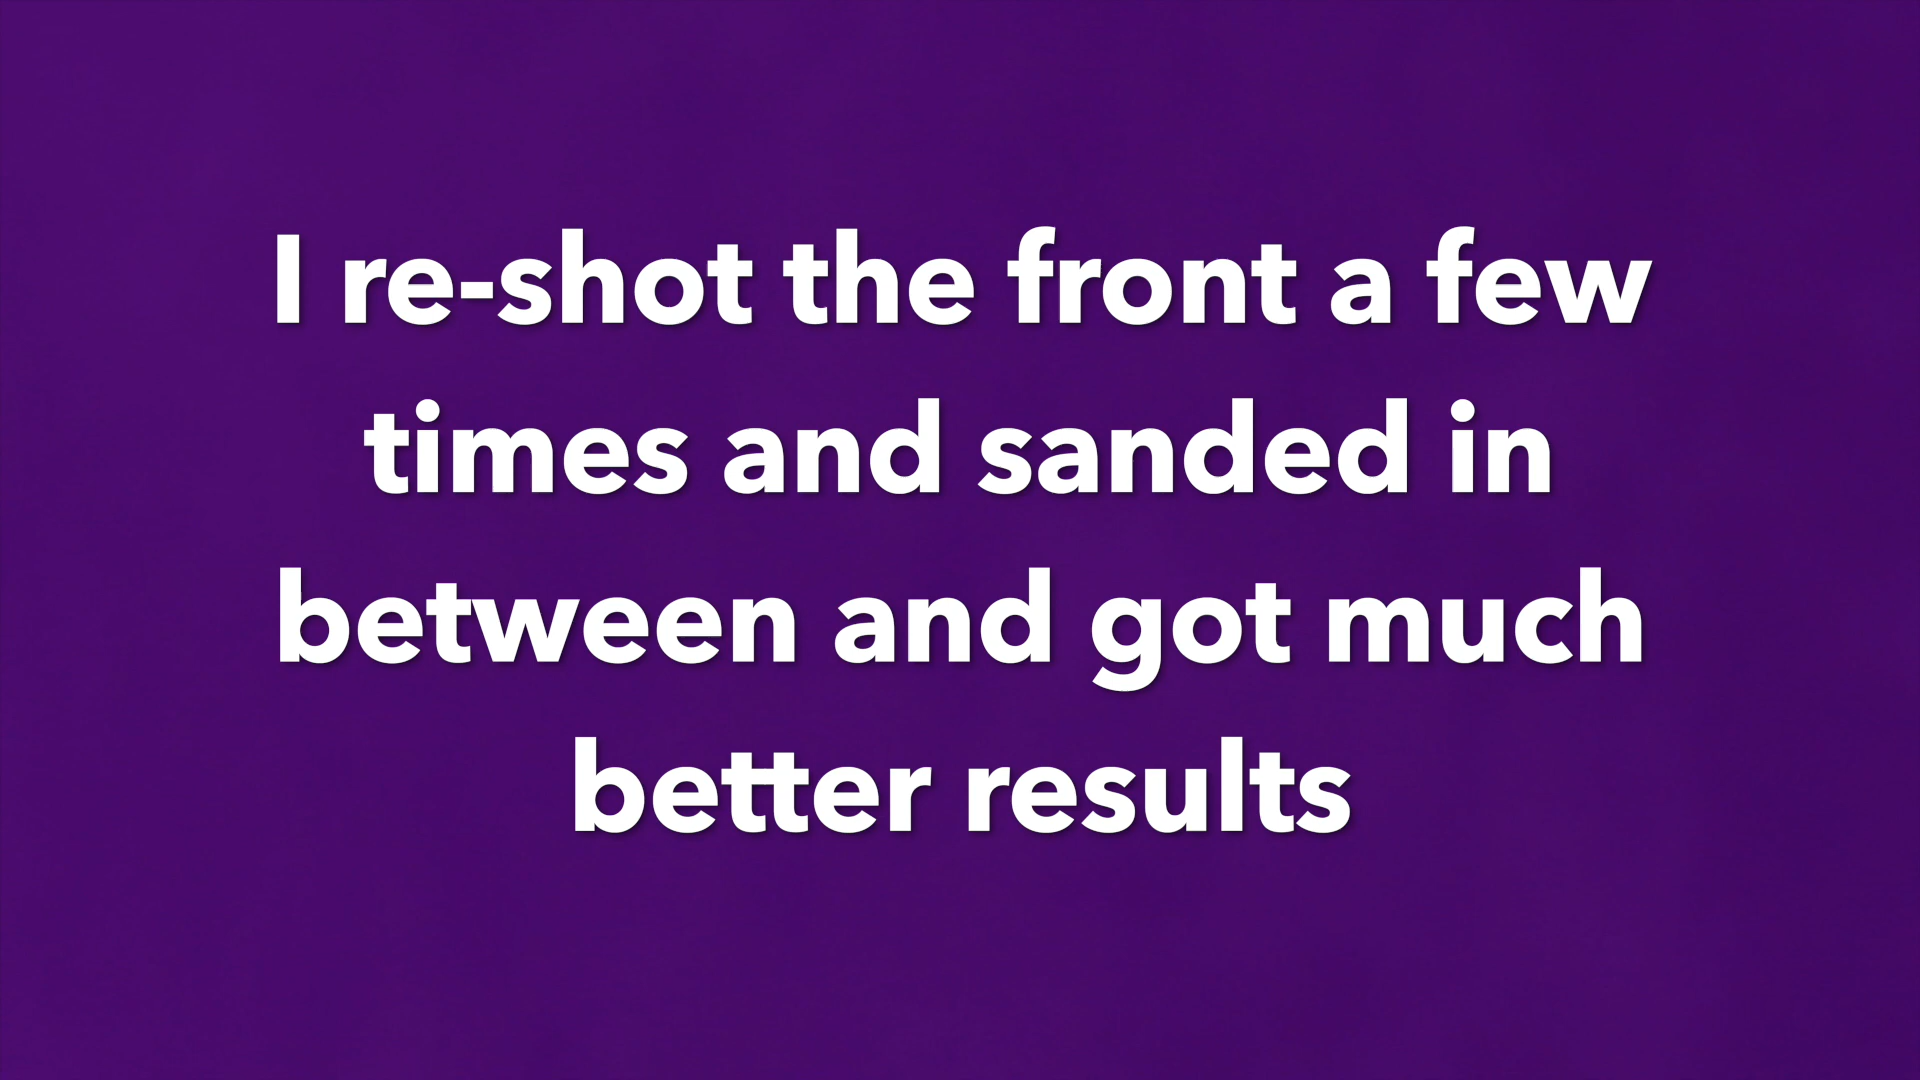 I re-shot the front a few
times and sanded in
between and got much
better results